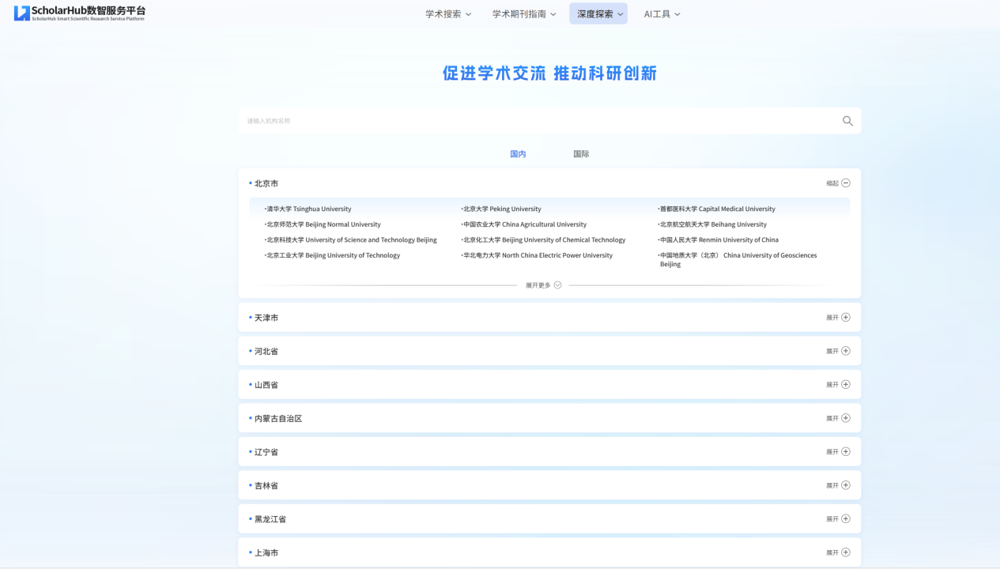 ScholarHub数智服务平台
ScholarHub Smart Scientific Research Service Platform
学术搜索 学术期刊指南 深度探索 AI工具
促进学术交流 推动科研创新
请输入机构名称
国内 国际
北京市 缩起
·清华大学 Tsinghua University ·北京大学 Peking University ·首都医科大学 Capital Medical University
·北京师范大学 Beijing Normal University ·中国农业大学 China Agricultural University ·北京航空航天大学 Beihang University
·北京科技大学 University of Science and Technology Beijing ·北京化工大学 Beijing University of Chemical Technology ·中国人民大学 Renmin University of China
·北京工业大学 Beijing University of Technology ·华北电力大学 North China Electric Power University ·中国地质大学（北京） China University of Geosciences
Beijing
展开更多
天津市 展开
河北省 展开
山西省 展开
内蒙古自治区 展开
辽宁省 展开
吉林省 展开
黑龙江省 展开
上海市 展开